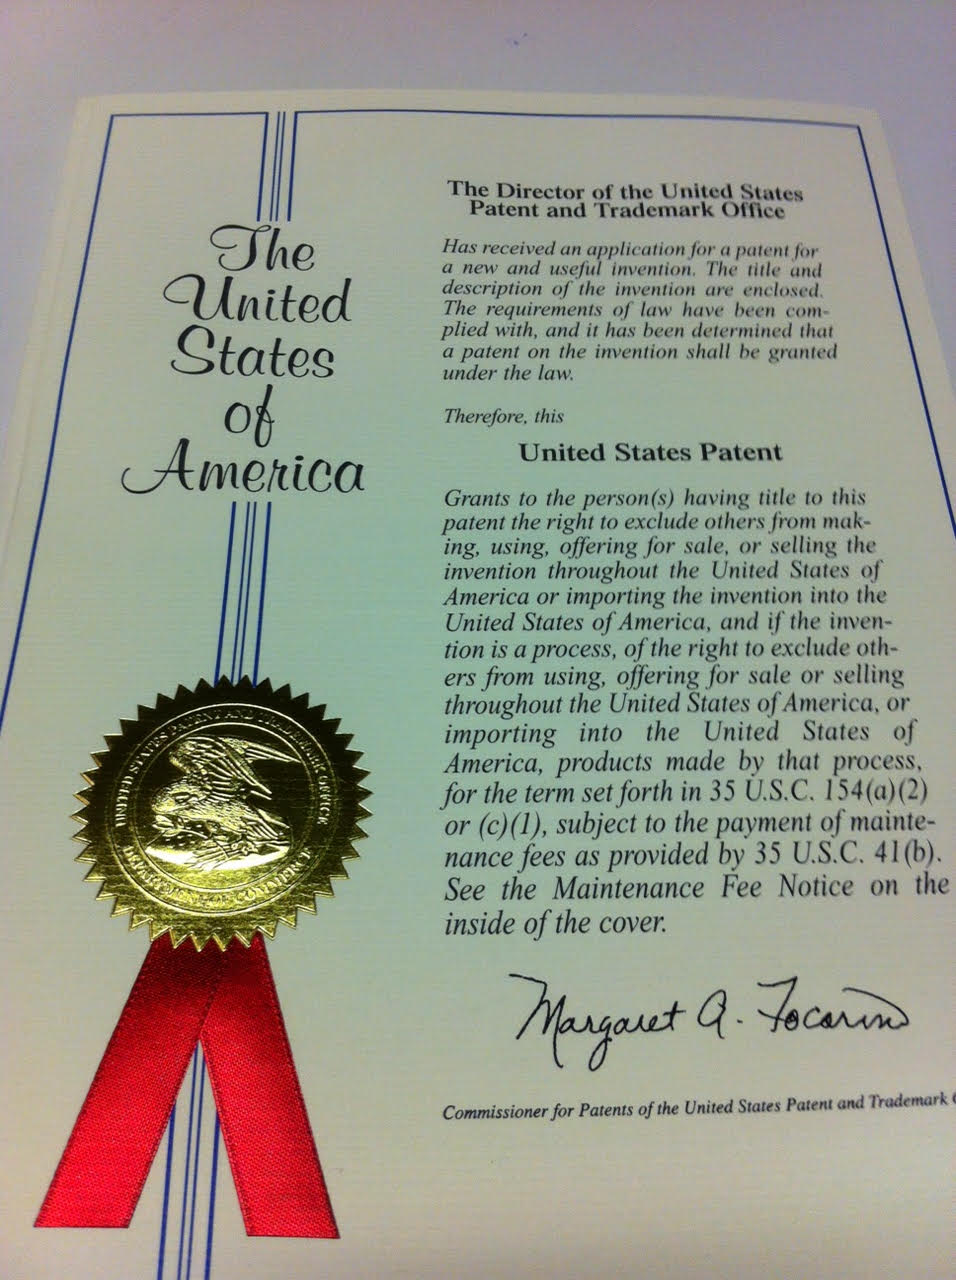 The
United
States
of
America
The Director of the United States
Patent and Trademark Office
Has received an application for a patent for
a new and useful invention. The title and
description of the invention are enclosed.
The requirements of law have been com-
plied with, and it has been determined that
a patent on the invention shall be granted
under the law.
Therefore, this
United States Patent
Grants to the person(s) having title to this
patent the right to exclude others from mak-
ing, using, offering for sale, or selling the
invention throughout the United States of
America or importing the invention into the
United States of America, and if the inven-
tion is a process, of the right to exclude oth-
ers from using, offering for sale or selling
throughout the United States of America, or
importing into the United States of
America, products made by that process,
for the term set forth in 35 U.S.C. 154(a)(2)
or (c)(1), subject to the payment of mainte-
nance fees as provided by 35 U.S.C. 41(b).
See the Maintenance Fee Notice on the
inside of the cover.
UNITED STATES PATENT AND TRADEMARK OFFICE
DEPARTMENT OF COMMERCE
Margaret A. Focarino
Commissioner for Patents of the United States Patent and Trademark